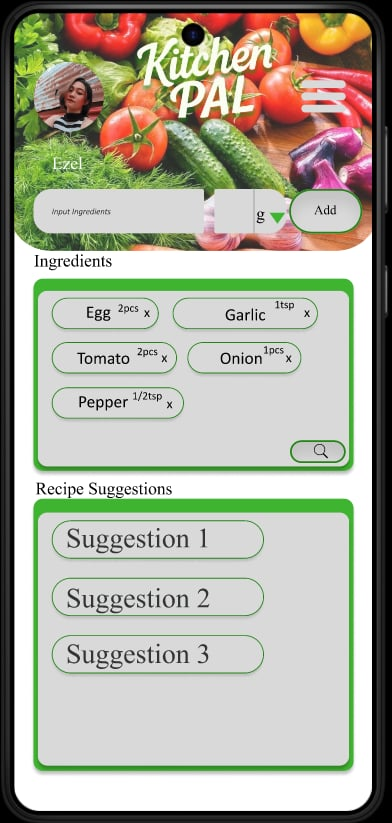 Kitchen
PAL
Ezel
Input Ingredients g Add
Ingredients
Egg 2pcs x Garlic 1tsp x
Tomato 2pcs x Onion 1pcs x
Pepper 1/2tsp x
Recipe Suggestions
Suggestion 1
Suggestion 2
Suggestion 3